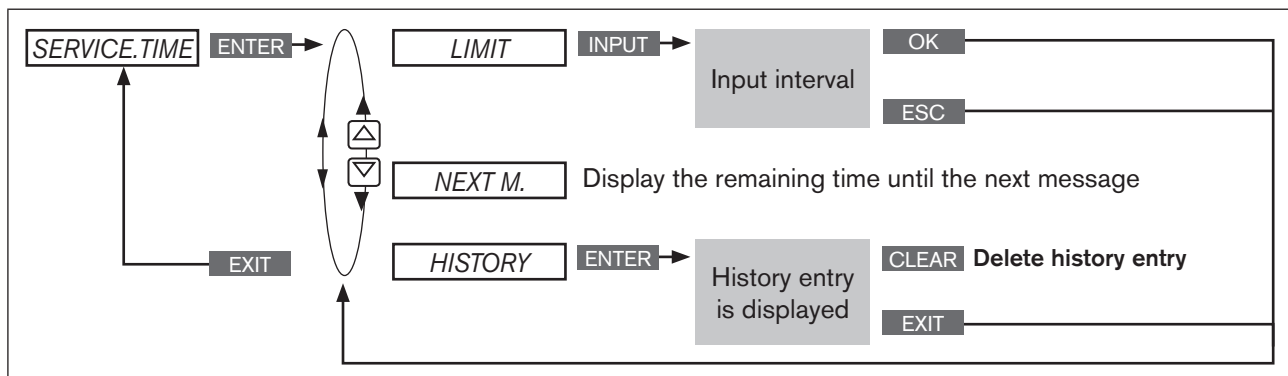 SERVICE.TIME ENTER LIMIT INPUT Input interval OK
ESC
NEXT M. Display the remaining time until the next message
EXIT HISTORY ENTER History entry
is displayed CLEAR Delete history entry
EXIT